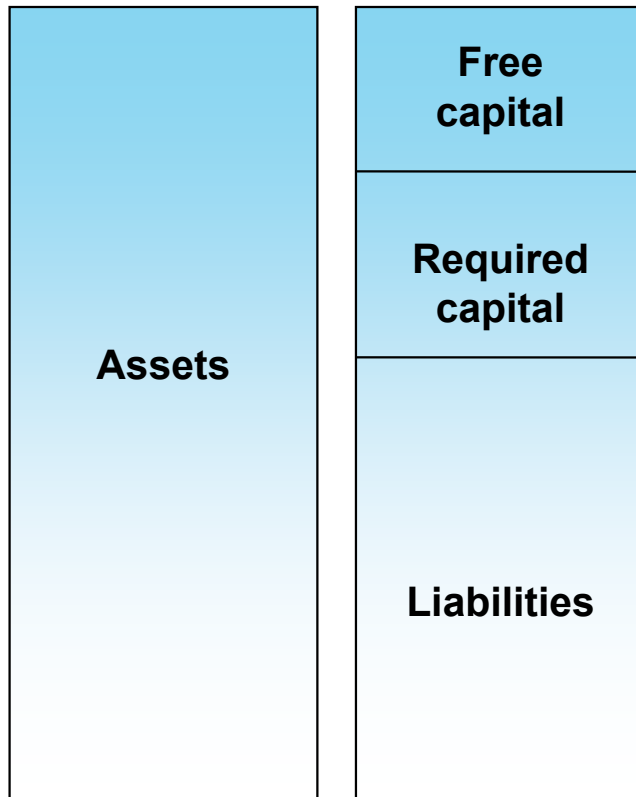 Assets
Free
capital
Required
capital
Liabilities